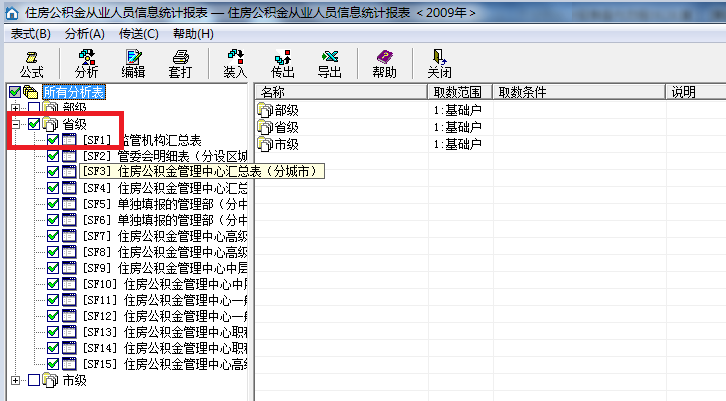 住房公积金从业人员信息统计报表 — 住房公积金从业人员信息统计报表 <2009年>
表式(B) 分析(A) 传送(C) 帮助(H)
公式 分析 编辑 套打 装入 传出 导出 帮助 关闭
所有分析表
部级
省级
[SF1] 监管机构汇总表
[SF2] 管委会明细表（分设区城
[SF3] 住房公积金管理中心汇总表（分城市）
[SF4] 住房公积金管理中心汇总
[SF5] 单独填报的管理部（分中
[SF6] 单独填报的管理部（分中
[SF7] 住房公积金管理中心高级
[SF8] 住房公积金管理中心高级
[SF9] 住房公积金管理中心中层
[SF10] 住房公积金管理中心中层
[SF11] 住房公积金管理中心一般
[SF12] 住房公积金管理中心一般
[SF13] 住房公积金管理中心职称
[SF14] 住房公积金管理中心职称
[SF15] 住房公积金管理中心高级
市级
名称 取数范围 取数条件 说明
部级 1:基础户
省级 1:基础户
市级 1:基础户